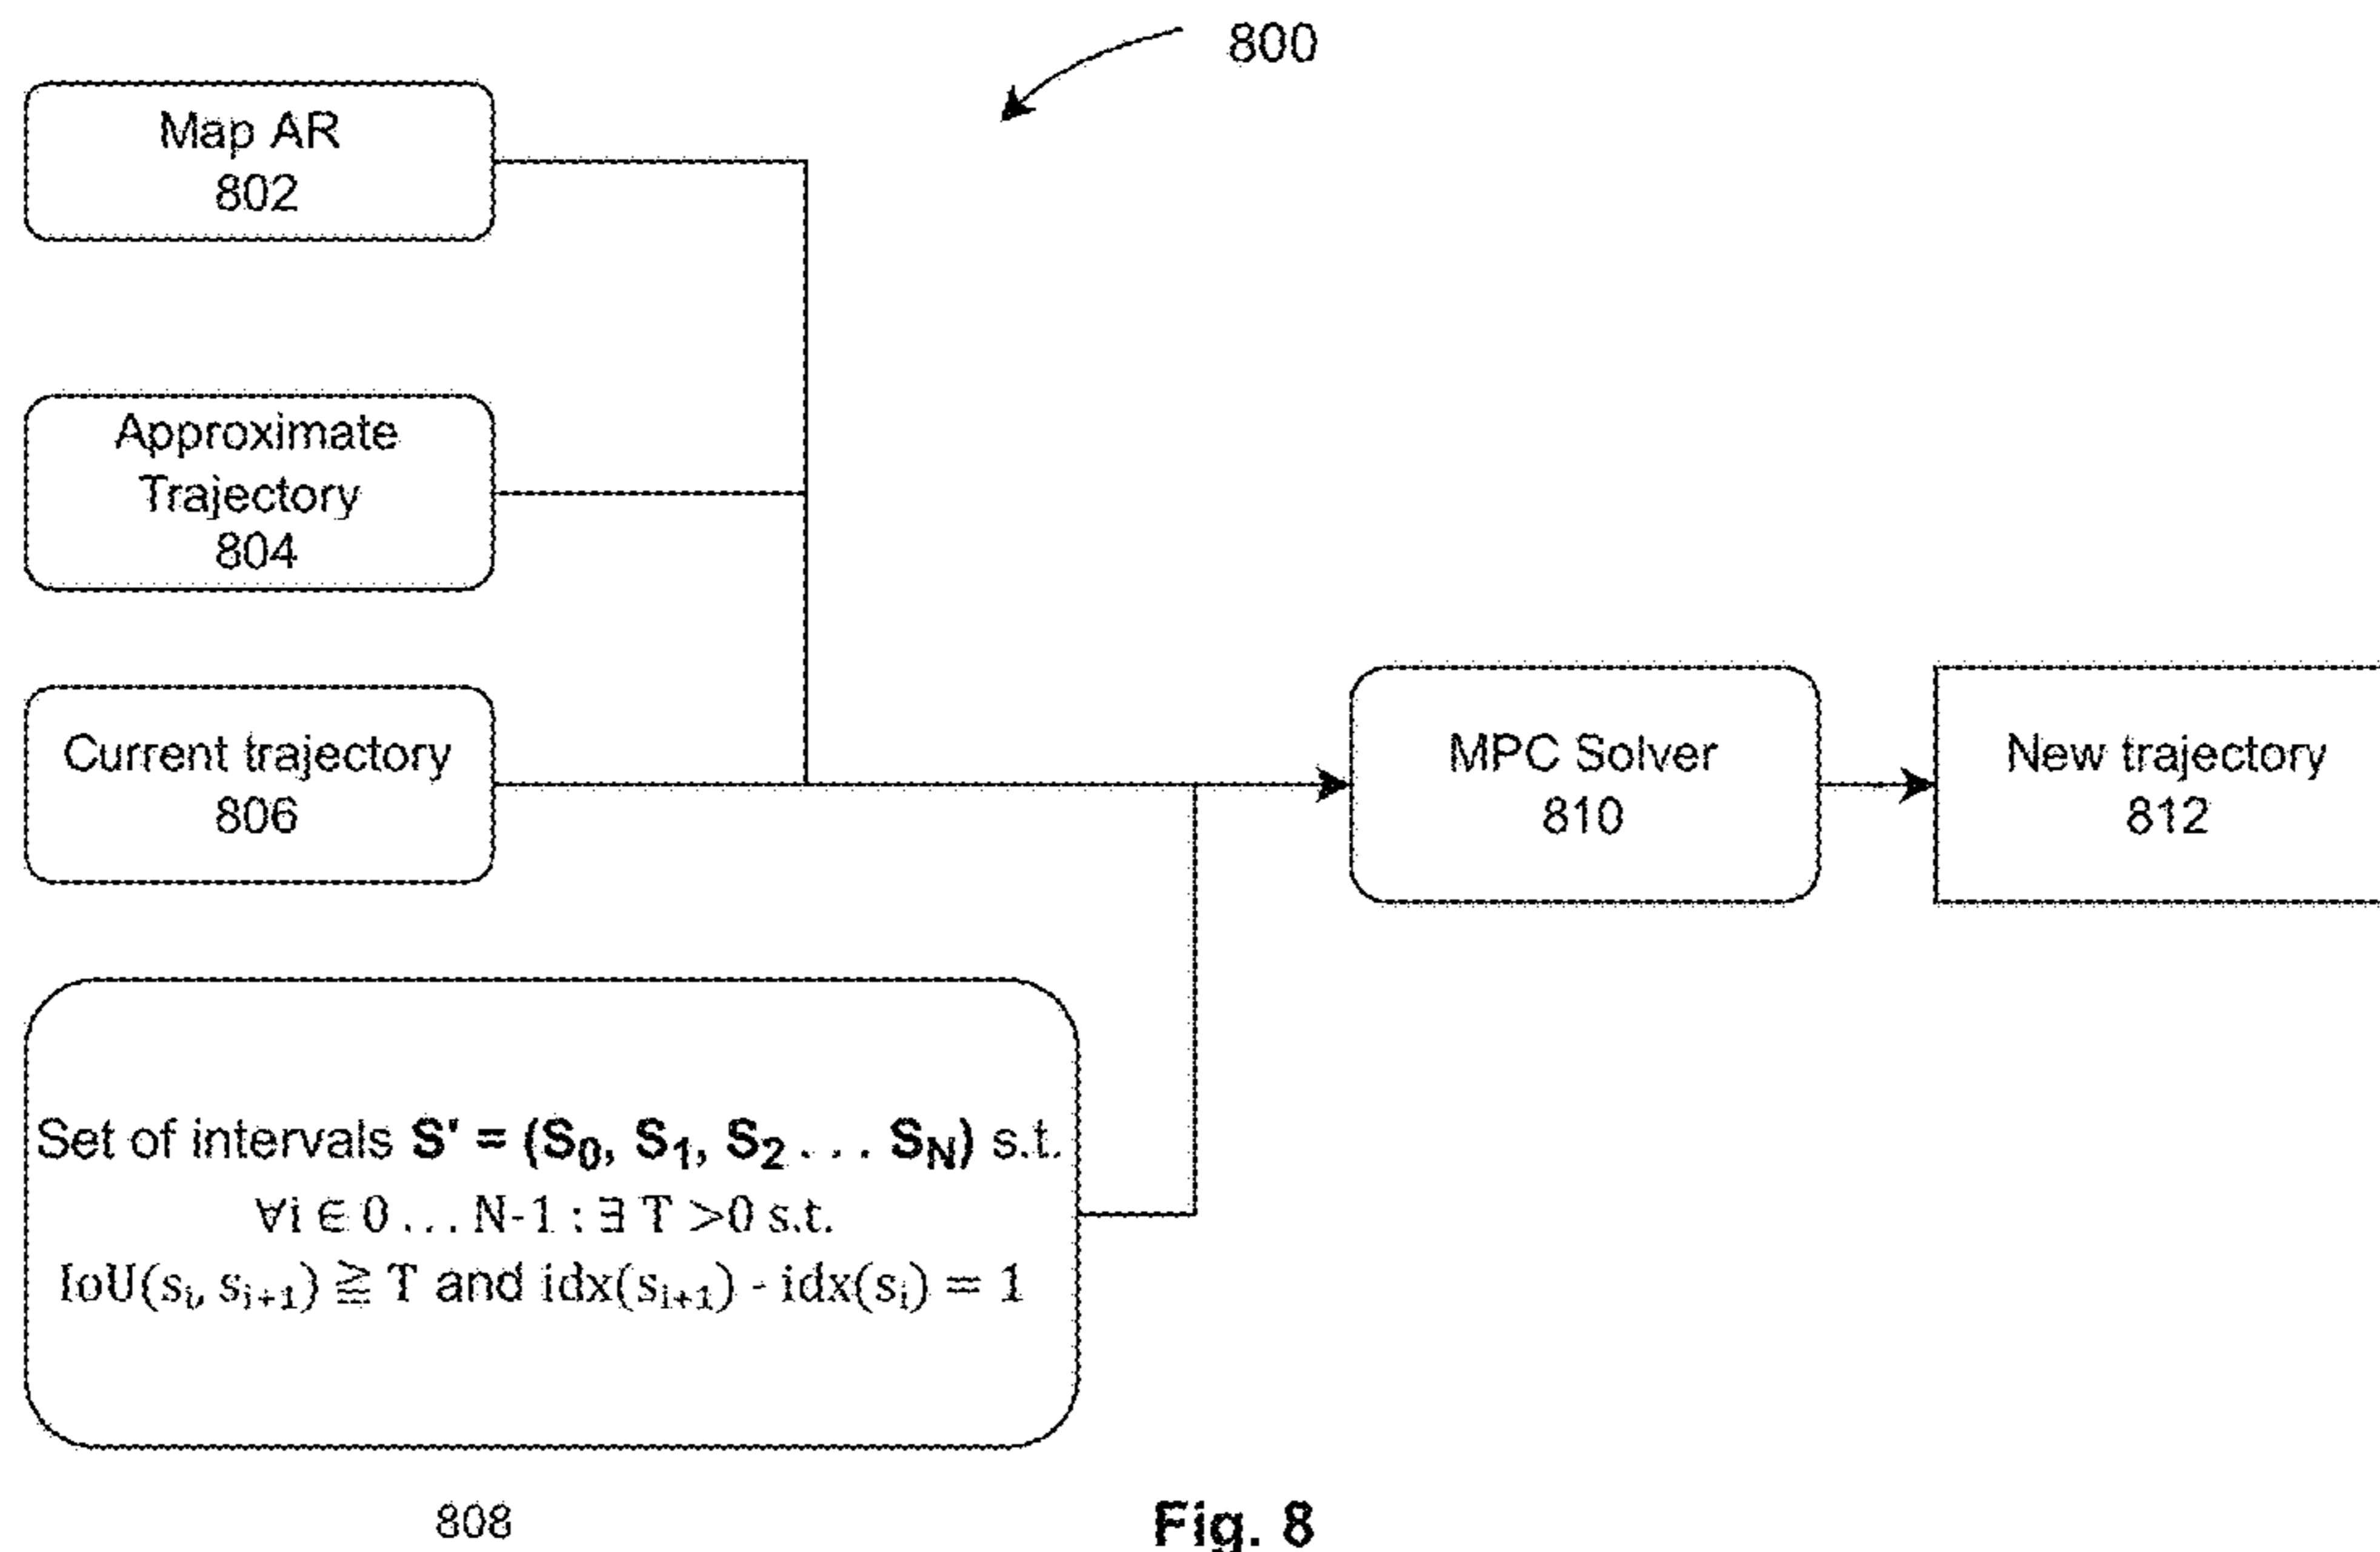 800
Map AR
802
Approximate
Trajectory
804
Current trajectory
806
MPC Solver
810
New trajectory
812
Set of intervals S' = (S₀, S₁, S₂ . . . S_N) s.t.
∀i ∈ 0 . . . N-1 : ∃ T >0 s.t.
IoU(sᵢ, sᵢ₊₁) ≧ T and idx(sᵢ₊₁) - idx(sᵢ) = 1
808
Fig. 8